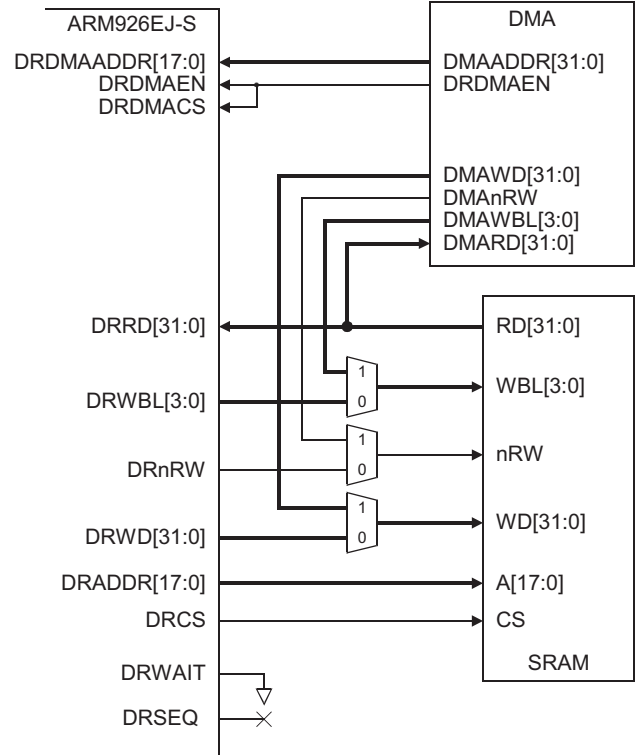 ARM926EJ-S
DMA
DRDMAADDR[17:0]
DMAADDR[31:0]
DRDMAEN
DRDMAEN
DRDMACS
DMAWD[31:0]
DMAnRW
DMAWBL[3:0]
DMARD[31:0]
DRRD[31:0]
RD[31:0]
1
WBL[3:0]
DRWBL[3:0]
0
1
nRW
DRnRW
0
1
WD[31:0]
DRWD[31:0]
0
DRADDR[17:0]
A[17:0]
DRCS
CS
SRAM
DRWAIT
DRSEQ